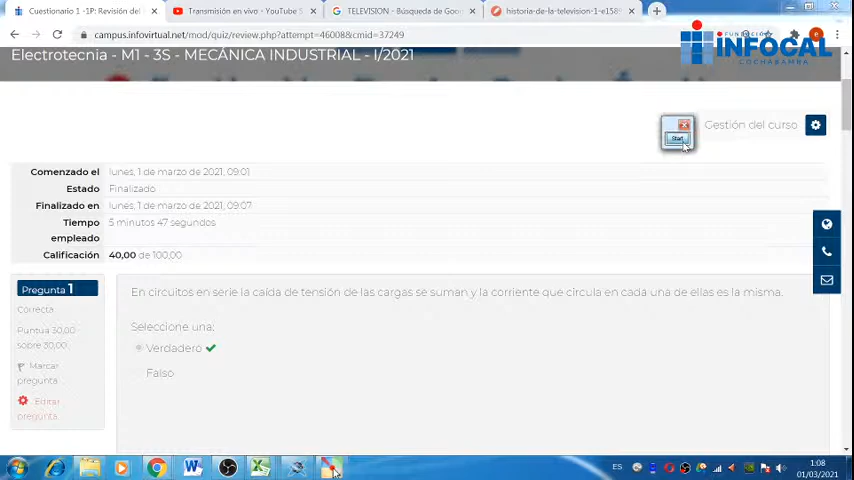 Cuestionario 1 -1P: Revisión del
Transmisión en vivo - YouTube S
TELEVISION - Búsqueda de Goo
historia-de-la-television-1-e158
campus.infovirtual.net/mod/quiz/review.php?attempt=46008&cmid=37249
Electrotecnia - M1 - 3S - MECÁNICA INDUSTRIAL - I/2021
FUNDACIÓN
INFOCAL
COCHABAMBA
Start
Gestión del curso
Comenzado el lunes, 1 de marzo de 2021, 09:01
Estado Finalizado
Finalizado en lunes, 1 de marzo de 2021, 09:07
Tiempo empleado 5 minutos 47 segundos
Calificación 40,00 de 100,00
Pregunta 1
Correcta
Puntúa 30,00
sobre 30,00
Marcar
pregunta
Editar
pregunta
En circuitos en serie la caída de tensión de las cargas se suman y la corriente que circula en cada una de ellas es la misma.
Seleccione una:
Verdadero
Falso
ES
1:08
01/03/2021